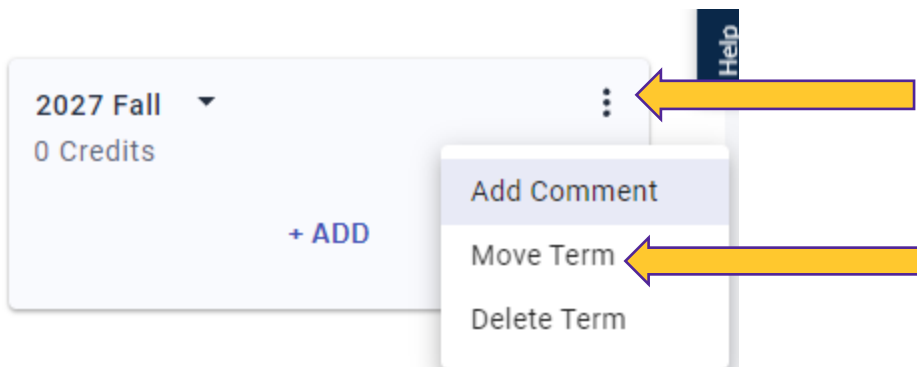 Help
2027 Fall
0 Credits
+ ADD
Add Comment
Move Term
Delete Term